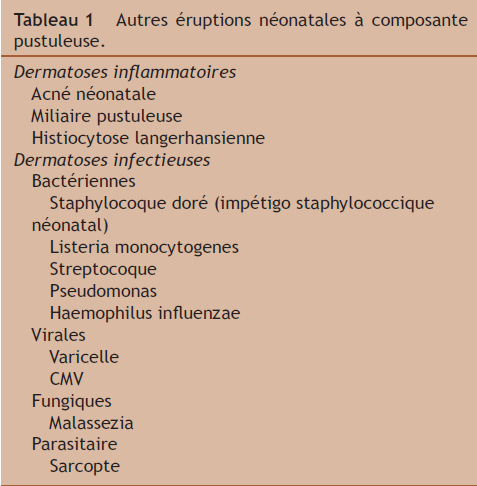 Tableau 1 Autres éruptions néonatales à composante
pustuleuse.
Dermatoses inflammatoires
Acné néonatale
Miliaire pustuleuse
Histiocytose langerhansienne
Dermatoses infectieuses
Bactériennes
Staphylocoque doré (impétigo staphylococcique
néonatal)
Listeria monocytogenes
Streptocoque
Pseudomonas
Haemophilus influenzae
Virales
Varicelle
CMV
Fungiques
Malassezia
Parasitaire
Sarcopte